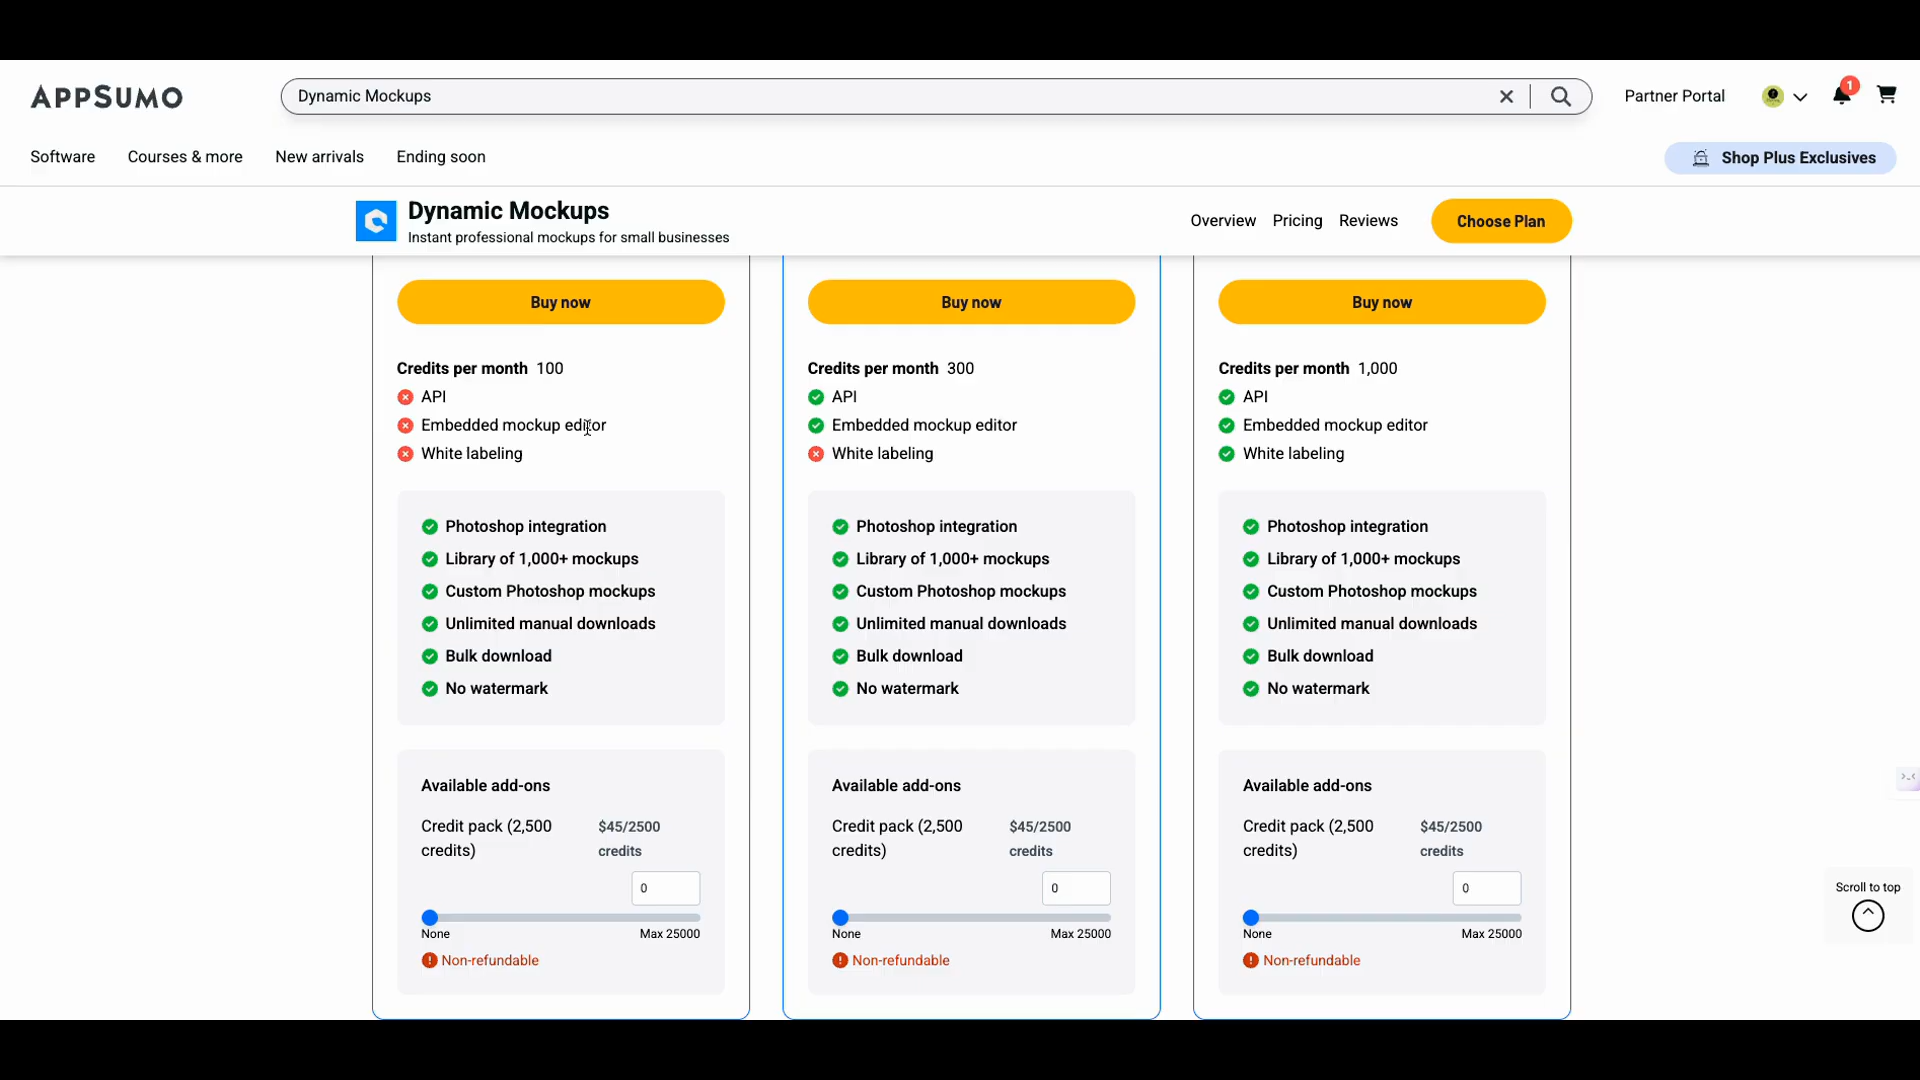 APPSUMO
Dynamic Mockups
Partner Portal
1
Software
Courses & more
New arrivals
Ending soon
Shop Plus Exclusives
Dynamic Mockups
Instant professional mockups for small businesses
Overview
Pricing
Reviews
Choose Plan
Buy now
Credits per month 100
API
Embedded mockup editor
White labeling
Photoshop integration
Library of 1,000+ mockups
Custom Photoshop mockups
Unlimited manual downloads
Bulk download
No watermark
Available add-ons
Credit pack (2,500
credits)
$45/2500
credits
0
None
Max 25000
Non-refundable
Buy now
Credits per month 300
API
Embedded mockup editor
White labeling
Photoshop integration
Library of 1,000+ mockups
Custom Photoshop mockups
Unlimited manual downloads
Bulk download
No watermark
Available add-ons
Credit pack (2,500
credits)
$45/2500
credits
0
None
Max 25000
Non-refundable
Buy now
Credits per month 1,000
API
Embedded mockup editor
White labeling
Photoshop integration
Library of 1,000+ mockups
Custom Photoshop mockups
Unlimited manual downloads
Bulk download
No watermark
Available add-ons
Credit pack (2,500
credits)
$45/2500
credits
0
None
Max 25000
Non-refundable
Scroll to top